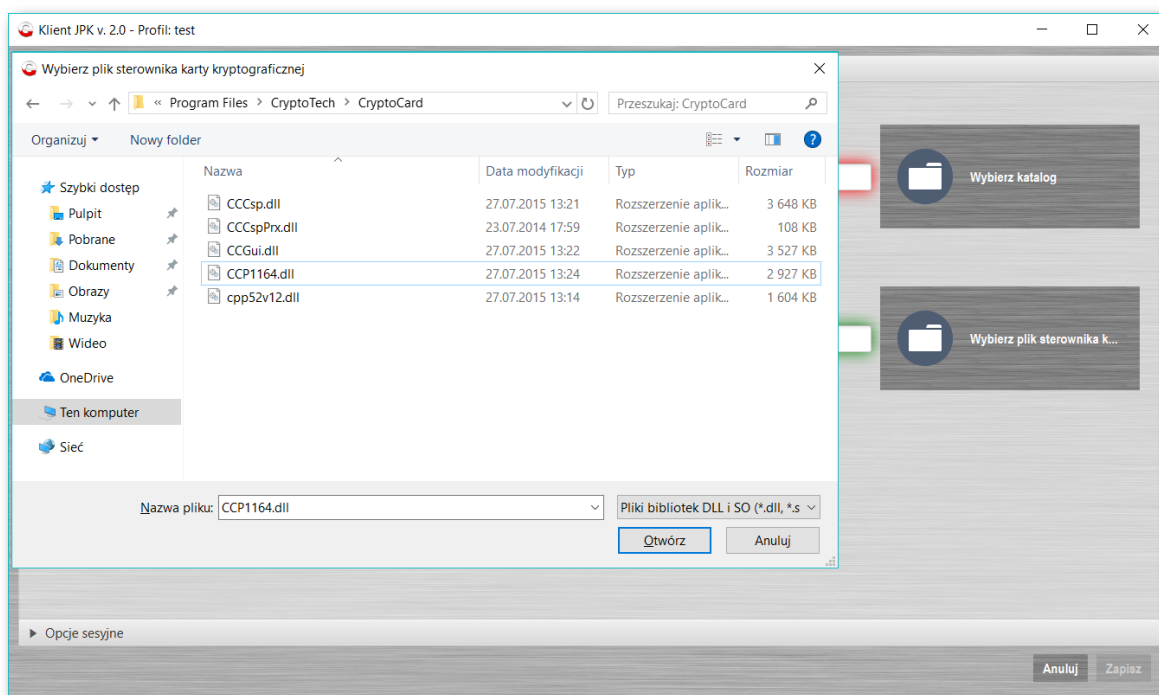 Klient JPK v. 2.0 - Profil: test
Wybierz plik sterownika karty kryptograficznej
« Program Files > CryptoTech > CryptoCard
Przeszukaj: CryptoCard
Organizuj Nowy folder
Nazwa Data modyfikacji Typ Rozmiar
CCCsp.dll 27.07.2015 13:21 Rozszerzenie aplik... 3 648 KB
CCCspPrx.dll 23.07.2014 17:59 Rozszerzenie aplik... 108 KB
CCGui.dll 27.07.2015 13:22 Rozszerzenie aplik... 3 527 KB
CCP1164.dll 27.07.2015 13:24 Rozszerzenie aplik... 2 927 KB
cpp52v12.dll 27.07.2015 13:14 Rozszerzenie aplik... 1 604 KB
Szybki dostęp
Pulpit
Pobrane
Dokumenty
Obrazy
Muzyka
Wideo
OneDrive
Ten komputer
Sieć
Nazwa pliku: CCP1164.dll
Pliki bibliotek DLL i SO (*.dll, *.s
Otwórz Anuluj
Wybierz katalog
Wybierz plik sterownika k...
Opcje sesyjne
Anuluj Zapisz